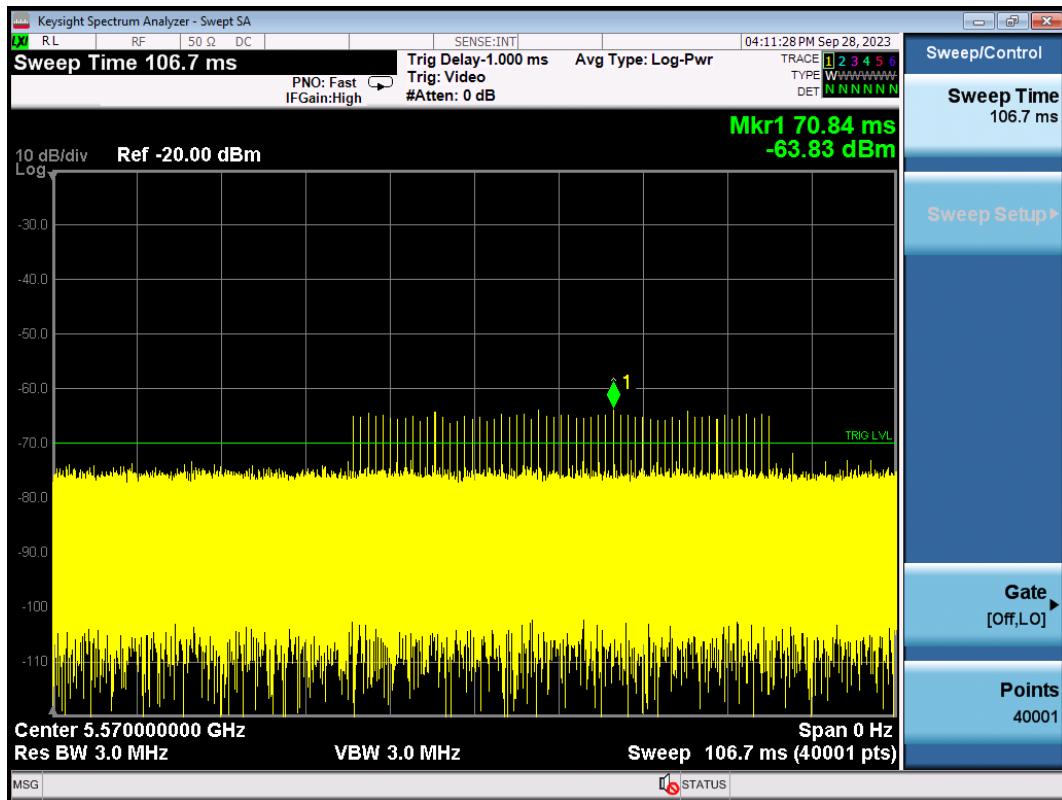 Keysight Spectrum Analyzer - Swept SA
LXI RL RF 50 Ω DC SENSE:INT 04:11:28 PM Sep 28, 2023
Sweep Time 106.7 ms
PNO: Fast
IFGain:High
Trig Delay-1.000 ms
Trig: Video
#Atten: 0 dB
Avg Type: Log-Pwr
TRACE 1 2 3 4 5 6
TYPE WWWWWW
DET N N N N N N
Mkr1 70.84 ms
-63.83 dBm
10 dB/div Ref -20.00 dBm
Log
-30.0
-40.0
-50.0
-60.0
1
-70.0
TRIG LVL
-80.0
-90.0
-100
-110
Center 5.570000000 GHz Span 0 Hz
Res BW 3.0 MHz VBW 3.0 MHz Sweep 106.7 ms (40001 pts)
MSG STATUS
Sweep/Control
Sweep Time
106.7 ms
Sweep Setup
Gate
[Off,LO]
Points
40001